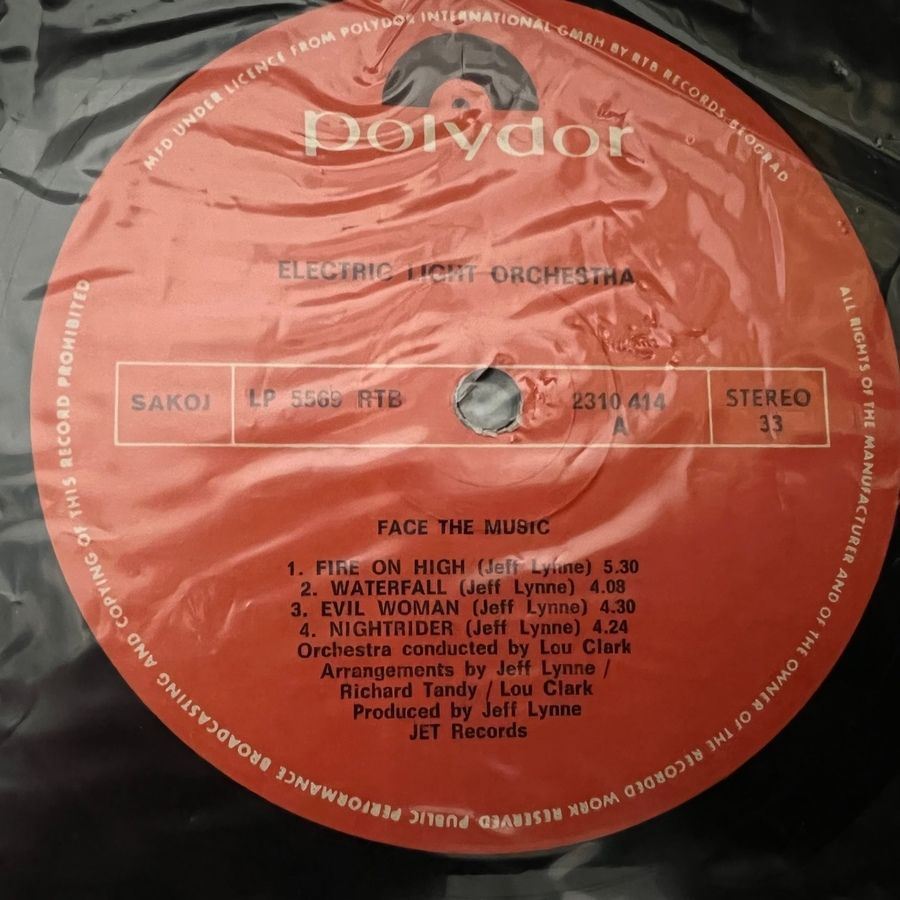 MFD UNDER LICENCE FROM POLYDOR INTERNATIONAL GMBH BY RTB RECORDS-BEOGRAD
polydor
ELECTRIC LIGHT ORCHESTRA
SAKOJ
LP 5569 RTB
2310 414
A
STEREO
33
FACE THE MUSIC
1. FIRE ON HIGH (Jeff Lynne) 5.30
2. WATERFALL (Jeff Lynne) 4.08
3. EVIL WOMAN (Jeff Lynne) 4.30
4. NIGHTRIDER (Jeff Lynne) 4.24
Orchestra conducted by Lou Clark
Arrangements by Jeff Lynne /
Richard Tandy / Lou Clark
Produced by Jeff Lynne
JET Records
ALL RIGHTS OF THE MANUFACTURER AND OF THE OWNER OF THE RECORDED WORK RESERVED PUBLIC PERFORMANCE BROADCASTING AND COPYING OF THIS RECORD PROHIBITED